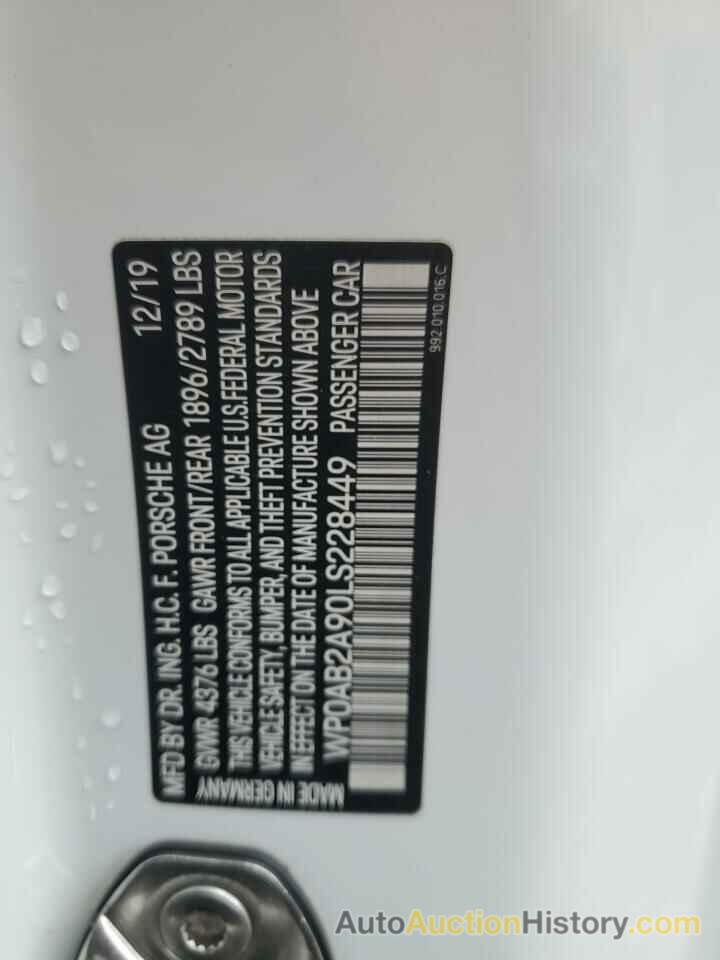 MFD BY DR. ING. H.C. F. PORSCHE AG 12/19
GVWR 4376 LBS GAWR FRONT/REAR 1896/2789 LBS
THIS VEHICLE CONFORMS TO ALL APPLICABLE U.S.FEDERAL MOTOR
VEHICLE SAFETY, BUMPER, AND THEFT PREVENTION STANDARDS
IN EFFECT ON THE DATE OF MANUFACTURE SHOWN ABOVE
MADE IN GERMANY WP0AB2A90LS228449 PASSENGER CAR
992.010.016.C
AutoAuctionHistory.com